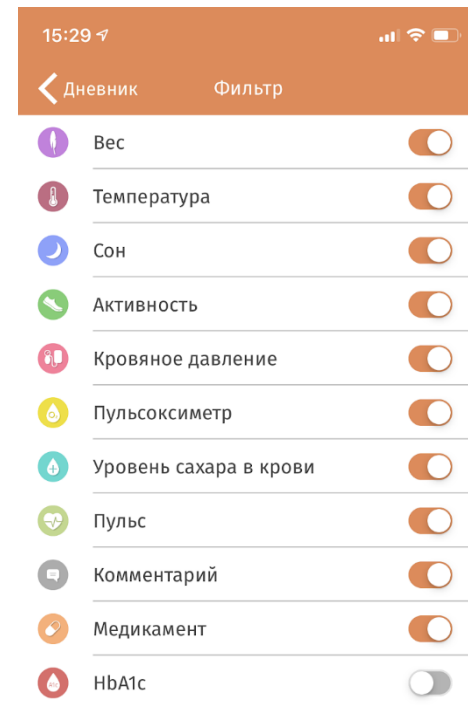 15:29
Дневник Фильтр
Вес
Температура
Сон
Активность
Кровяное давление
Пульсоксиметр
Уровень сахара в крови
Пульс
Комментарий
Медикамент
HbA1c